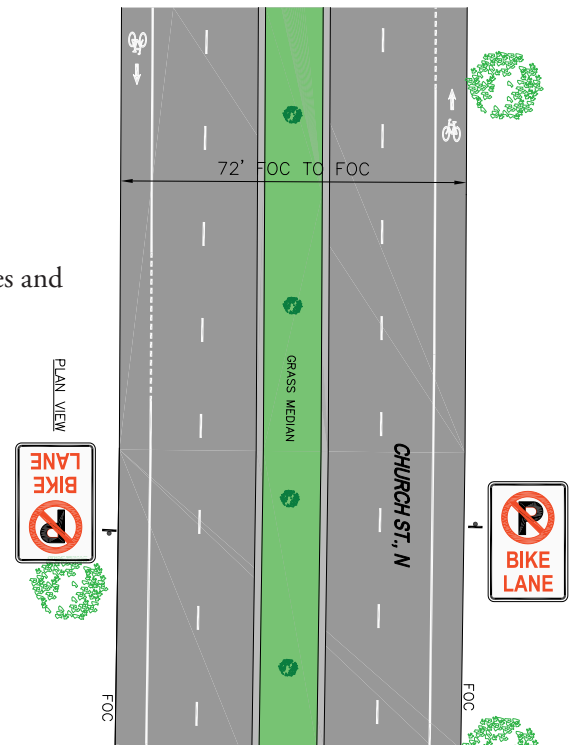 72' FOC TO FOC
es and
PLAN VIEW
GRASS MEDIAN
CHURCH ST., N
P
BIKE
LANE
P
BIKE
LANE
FOC
FOC